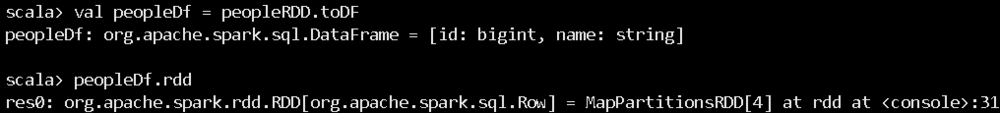 scala> val peopleDf = peopleRDD.toDF
peopleDf: org.apache.spark.sql.DataFrame = [id: bigint, name: string]
scala> peopleDf.rdd
res0: org.apache.spark.rdd.RDD[org.apache.spark.sql.Row] = MapPartitionsRDD[4] at rdd at <console>:31